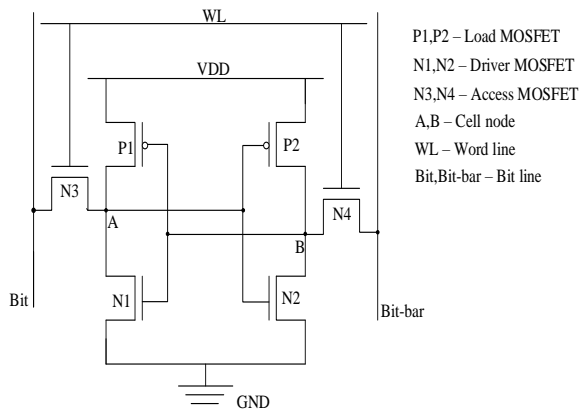 WL
VDD
P1
P2
N3
N4
A
B
N1
N2
Bit
Bit-bar
GND
P1,P2 – Load MOSFET
N1,N2 – Driver MOSFET
N3,N4 – Access MOSFET
A,B – Cell node
WL – Word line
Bit,Bit-bar – Bit line